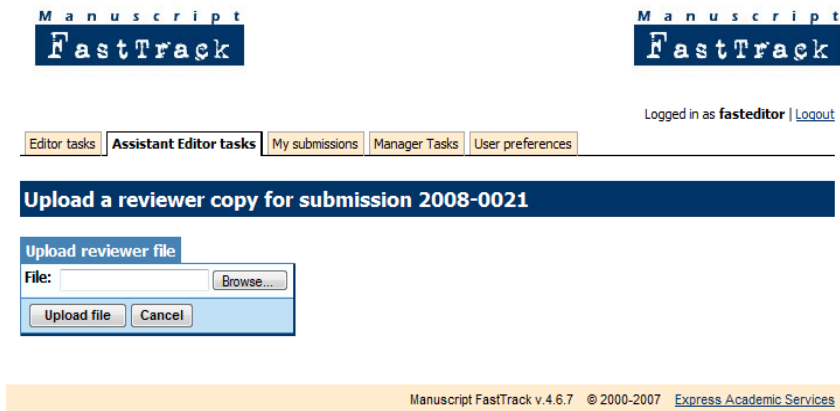 Manuscript Manuscript
FastTrack FastTrack
Logged in as fasteditor | Logout
Editor tasks Assistant Editor tasks My submissions Manager Tasks User preferences
Upload a reviewer copy for submission 2008-0021
Upload reviewer file
File: Browse...
Upload file Cancel
Manuscript FastTrack v.4.6.7 © 2000-2007 Express Academic Services